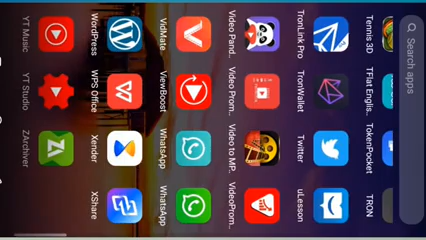 Search apps
Tennis 3D TFlat Englis.. TokenPocket TRON
TronLink Pro TronWallet Twitter uLesson
Video Pand.. Video Prom.. Video to MP.. VideoProm..
VidMate ViewBoost WhatsApp WhatsApp
WordPress WPS Office Xender XShare
YT Music YT Studio ZArchiver